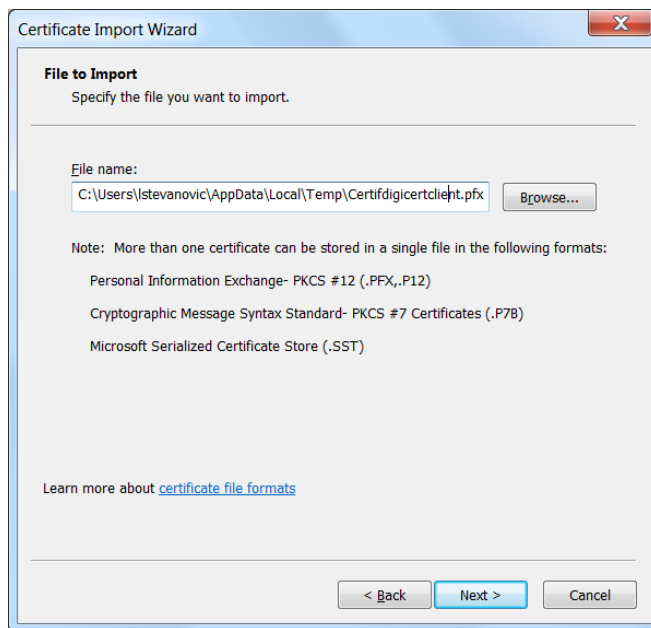 Certificate Import Wizard
X
File to Import
Specify the file you want to import.
File name:
C:\Users\lstevanovic\AppData\Local\Temp\Certifdigicertclient.pfx
Browse...
Note: More than one certificate can be stored in a single file in the following formats:
Personal Information Exchange- PKCS #12 (.PFX,.P12)
Cryptographic Message Syntax Standard- PKCS #7 Certificates (.P7B)
Microsoft Serialized Certificate Store (.SST)
Learn more about certificate file formats
< Back
Next >
Cancel